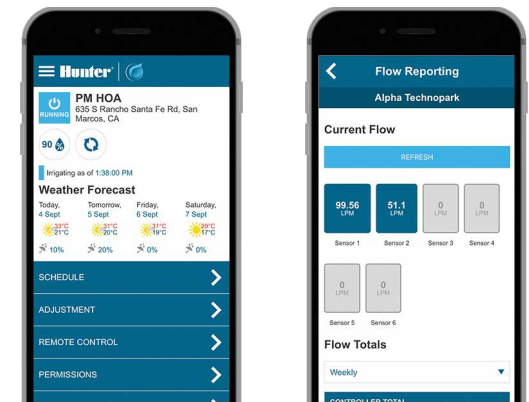 Hunter
RUNNING
PM HOA
635 S Rancho Santa Fe Rd, San
Marcos, CA
90 %
Irrigating as of 1:38:00 PM
Weather Forecast
Today, Tomorrow, Friday, Saturday,
4 Sept 5 Sept 6 Sept 7 Sept
33°C 31°C 31°C 29°C
21°C 20°C 19°C 17°C
10% 20% 0% 0%
SCHEDULE
ADJUSTMENT
REMOTE CONTROL
PERMISSIONS
Flow Reporting
Alpha Technopark
Current Flow
REFRESH
99.56 51.1 0 0
LPM LPM LPM LPM
Sensor 1 Sensor 2 Sensor 3 Sensor 4
0 0
LPM LPM
Sensor 5 Sensor 6
Flow Totals
Weekly
CONTROLLER TOTAL